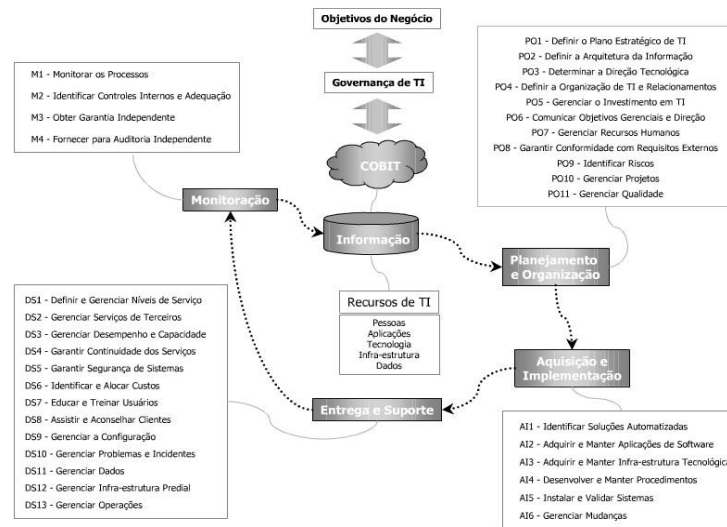 Objetivos do Negócio
Governança de TI
COBIT
M1 - Monitorar os Processos
M2 - Identificar Controles Internos e Adequação
M3 - Obter Garantia Independente
M4 - Fornecer para Auditoria Independente
Monitoração
PO1 - Definir o Plano Estratégico de TI
PO2 - Definir a Arquitetura da Informação
PO3 - Determinar a Direção Tecnológica
PO4 - Definir a Organização de TI e Relacionamentos
PO5 - Gerenciar o Investimento em TI
PO6 - Comunicar Objetivos Gerenciais e Direção
PO7 - Gerenciar Recursos Humanos
PO8 - Garantir Conformidade com Requisitos Externos
PO9 - Identificar Riscos
PO10 - Gerenciar Projetos
PO11 - Gerenciar Qualidade
Informação
Planejamento
e Organização
Recursos de TI
Pessoas
Aplicações
Tecnologia
Infra-estrutura
Dados
DS1 - Definir e Gerenciar Níveis de Serviço
DS2 - Gerenciar Serviços de Terceiros
DS3 - Gerenciar Desempenho e Capacidade
DS4 - Garantir Continuidade dos Serviços
DS5 - Garantir Segurança de Sistemas
DS6 - Identificar e Alocar Custos
DS7 - Educar e Treinar Usuários
DS8 - Assistir e Aconselhar Clientes
DS9 - Gerenciar a Configuração
DS10 - Gerenciar Problemas e Incidentes
DS11 - Gerenciar Dados
DS12 - Gerenciar Infra-estrutura Predial
DS13 - Gerenciar Operações
Entrega e Suporte
Aquisição e
Implementação
AI1 - Identificar Soluções Automatizadas
AI2 - Adquirir e Manter Aplicações de Software
AI3 - Adquirir e Manter Infra-estrutura Tecnológica
AI4 - Desenvolver e Manter Procedimentos
AI5 - Instalar e Validar Sistemas
AI6 - Gerenciar Mudanças